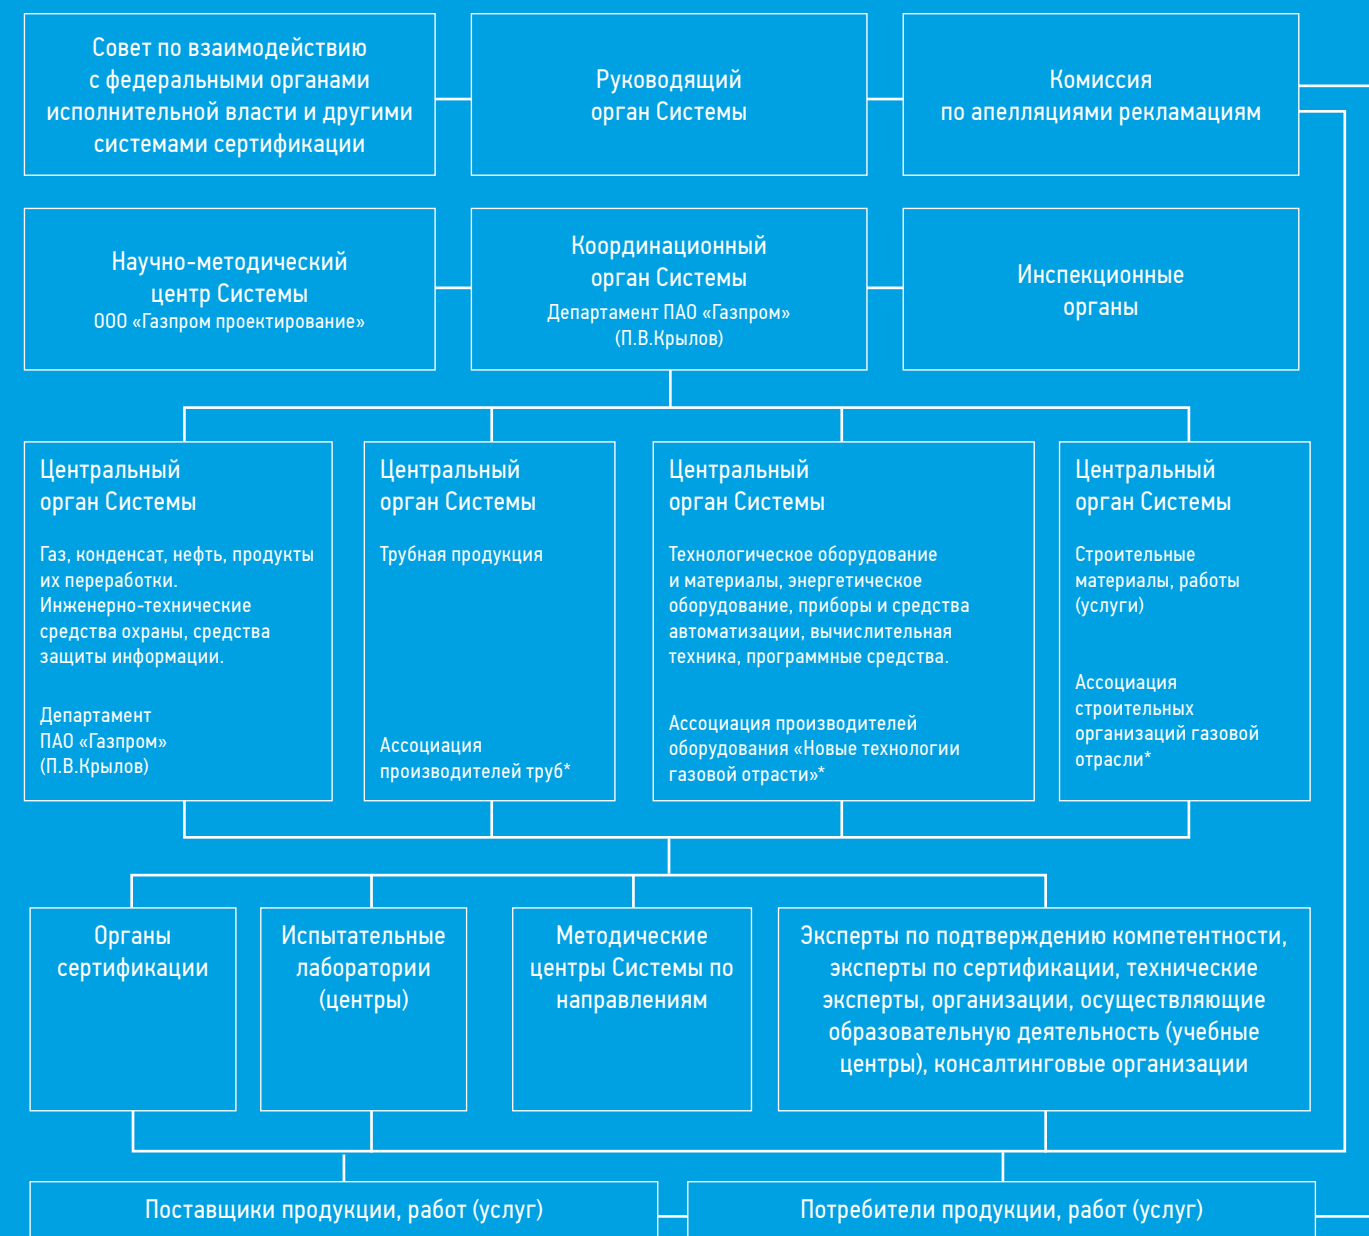 Совет по взаимодействию
с федеральными органами
исполнительной власти и другими
системами сертификации
Руководящий
орган Системы
Комиссия
по апелляциями рекламациям
Научно-методический
центр Системы
ООО «Газпром проектирование»
Координационный
орган Системы
Департамент ПАО «Газпром»
(П.В.Крылов)
Инспекционные
органы
Центральный
орган Системы
Газ, конденсат, нефть, продукты
их переработки.
Инженерно-технические
средства охраны, средства
защиты информации.
Департамент
ПАО «Газпром»
(П.В.Крылов)
Центральный
орган Системы
Трубная продукция
Ассоциация
производителей труб*
Центральный
орган Системы
Технологическое оборудование
и материалы, энергетическое
оборудование, приборы и средства
автоматизации, вычислительная
техника, программные средства.
Ассоциация производителей
оборудования «Новые технологии
газовой отрасти»*
Центральный
орган Системы
Строительные
материалы, работы
(услуги)
Ассоциация
строительных
организаций газовой
отрасли*
Органы
сертификации
Испытательные
лаборатории
(центры)
Методические
центры Системы по
направлениям
Эксперты по подтверждению компетентности,
эксперты по сертификации, технические
эксперты, организации, осуществляющие
образовательную деятельность (учебные
центры), консалтинговые организации
Поставщики продукции, работ (услуг)
Потребители продукции, работ (услуг)